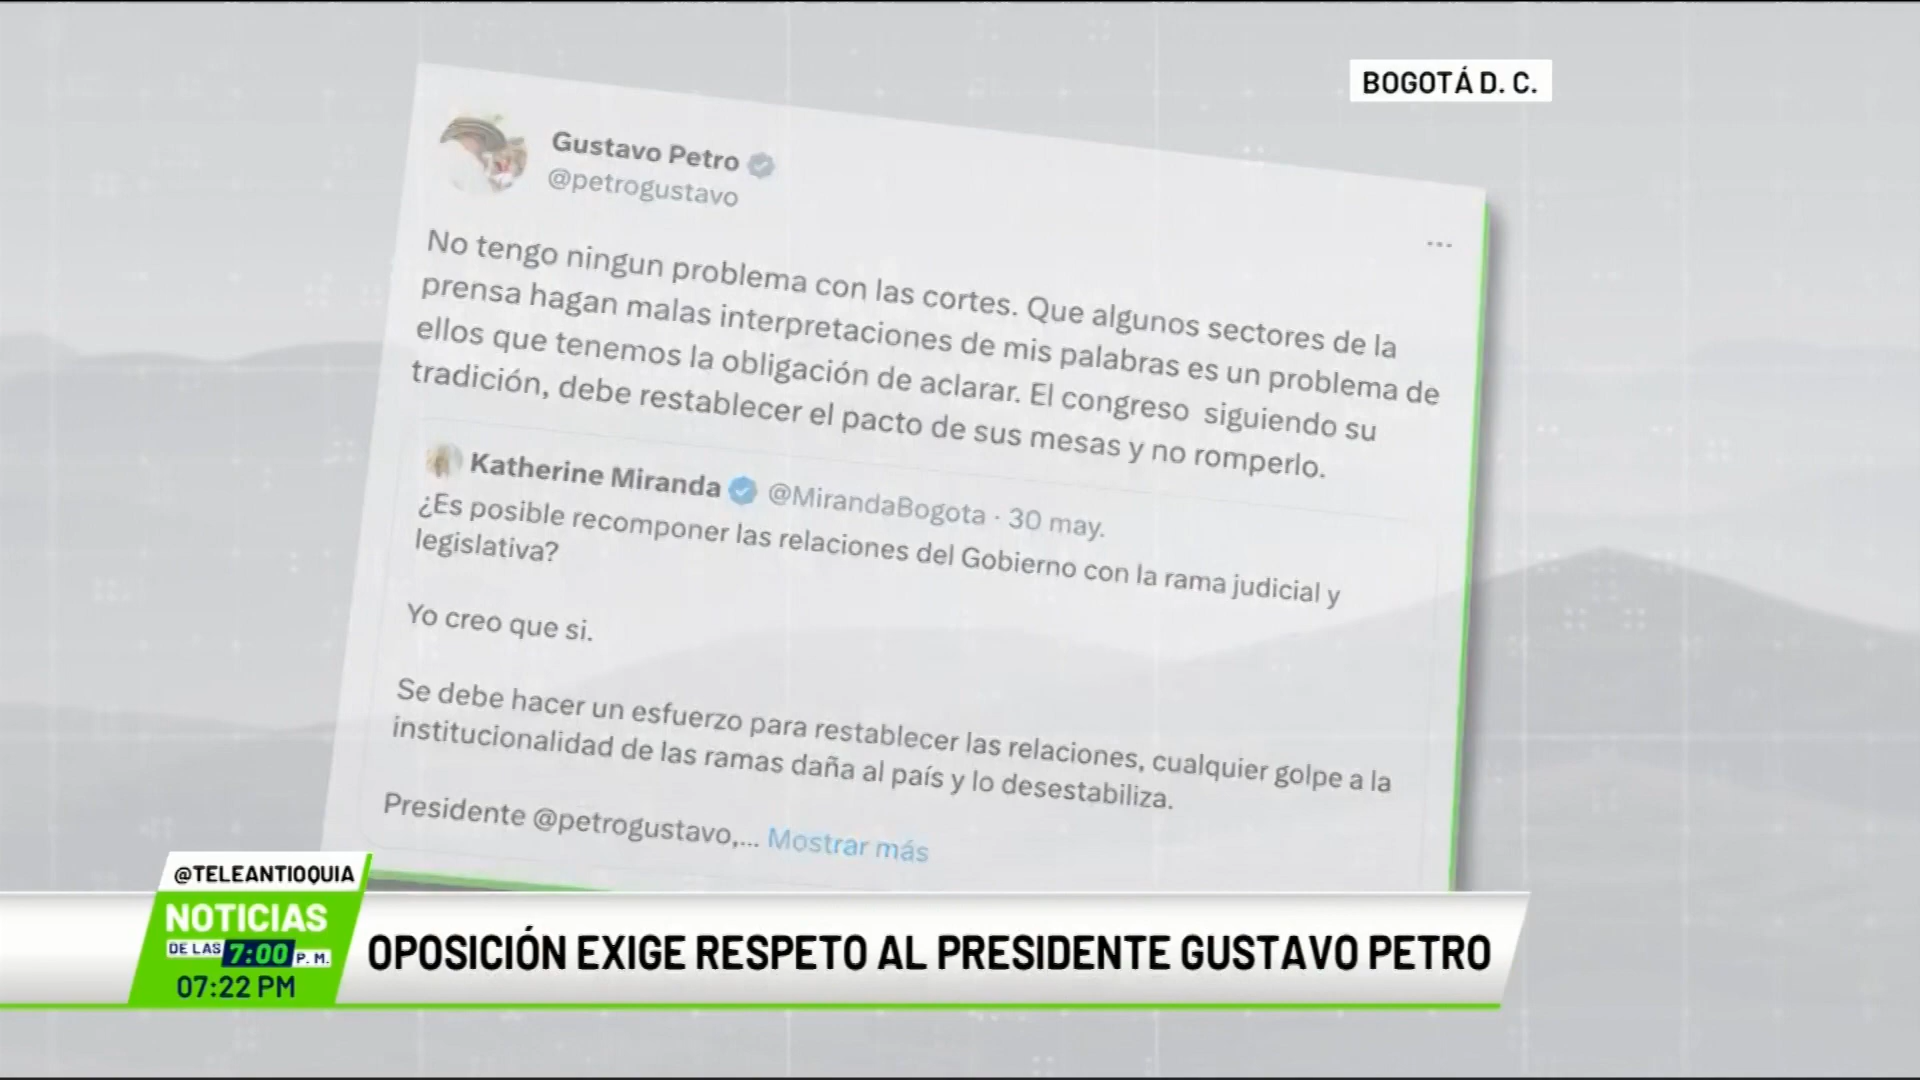 BOGOTÁ D. C.
Gustavo Petro
@petrogustavo
No tengo ningun problema con las cortes. Que algunos sectores de la
prensa hagan malas interpretaciones de mis palabras es un problema de
ellos que tenemos la obligación de aclarar. El congreso siguiendo su
tradición, debe restablecer el pacto de sus mesas y no romperlo.
Katherine Miranda @MirandaBogota · 30 may.
¿Es posible recomponer las relaciones del Gobierno con la rama judicial y
legislativa?
Yo creo que si.
Se debe hacer un esfuerzo para restablecer las relaciones, cualquier golpe a la
institucionalidad de las ramas daña al país y lo desestabiliza.
Presidente @petrogustavo,... Mostrar más
@TELEANTIOQUIA
NOTICIAS
DE LAS 7:00 P. M.
07:22 PM
OPOSICIÓN EXIGE RESPETO AL PRESIDENTE GUSTAVO PETRO